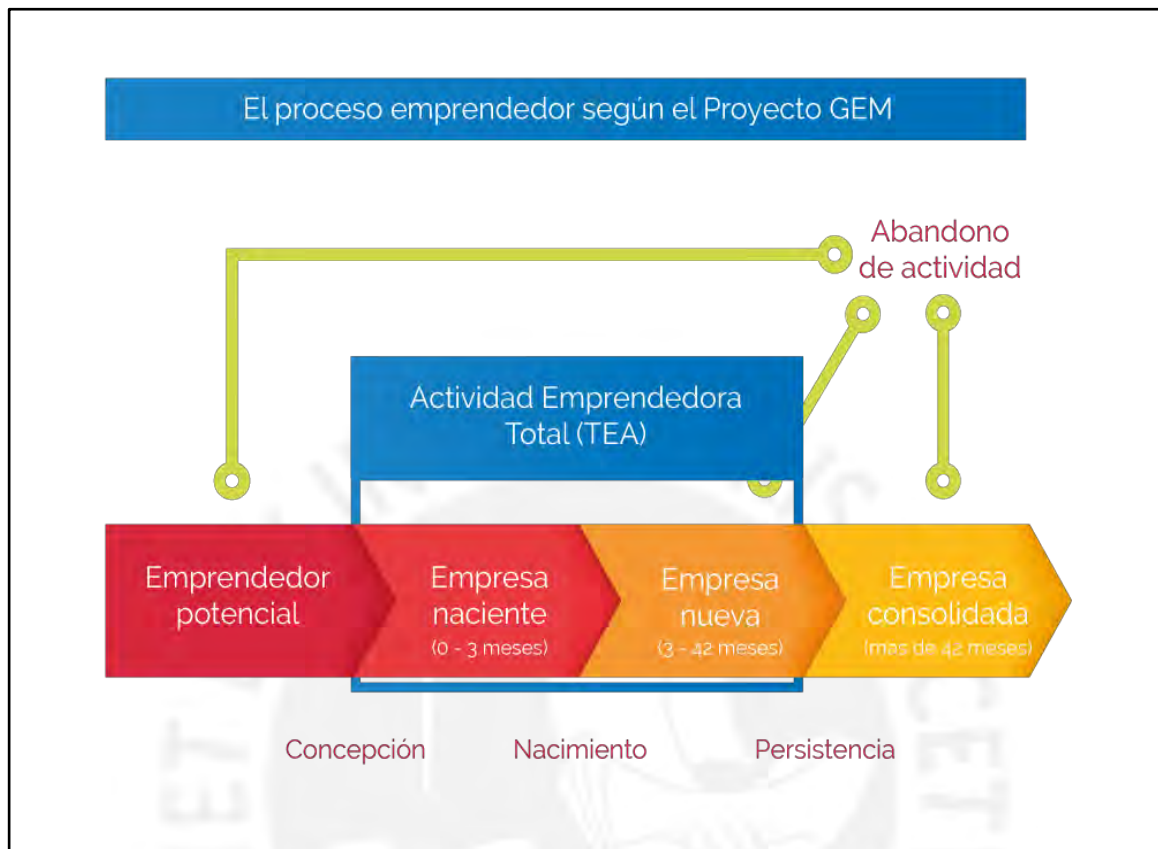 El proceso emprendedor según el Proyecto GEM
Abandono
de actividad
Actividad Emprendedora
Total (TEA)
Emprendedor
potencial
Empresa
naciente
(0 - 3 meses)
Empresa
nueva
(3 - 42 meses)
Empresa
consolidada
(mas de 42 meses)
Concepción
Nacimiento
Persistencia